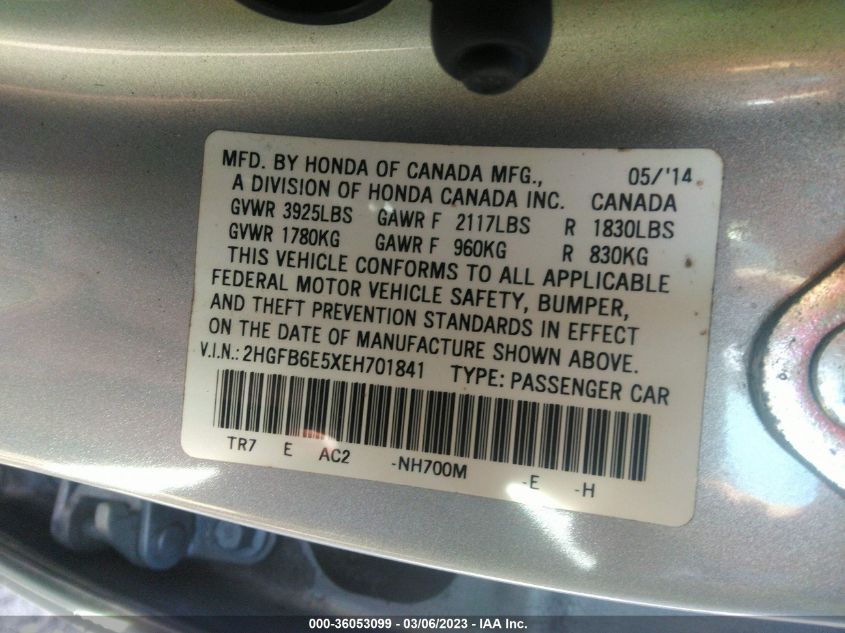 MFD. BY HONDA OF CANADA MFG., 05/'14
A DIVISION OF HONDA CANADA INC. CANADA
GVWR 3925LBS GAWR F 2117LBS R 1830LBS
GVWR 1780KG GAWR F 960KG R 830KG
THIS VEHICLE CONFORMS TO ALL APPLICABLE
FEDERAL MOTOR VEHICLE SAFETY, BUMPER,
AND THEFT PREVENTION STANDARDS IN EFFECT
ON THE DATE OF MANUFACTURE SHOWN ABOVE.
V.I.N.: 2HGFB6E5XEH701841 TYPE: PASSENGER CAR
TR7 E AC2 -NH700M -E -H
000-36053099 — 03/06/2023 — IAA Inc.